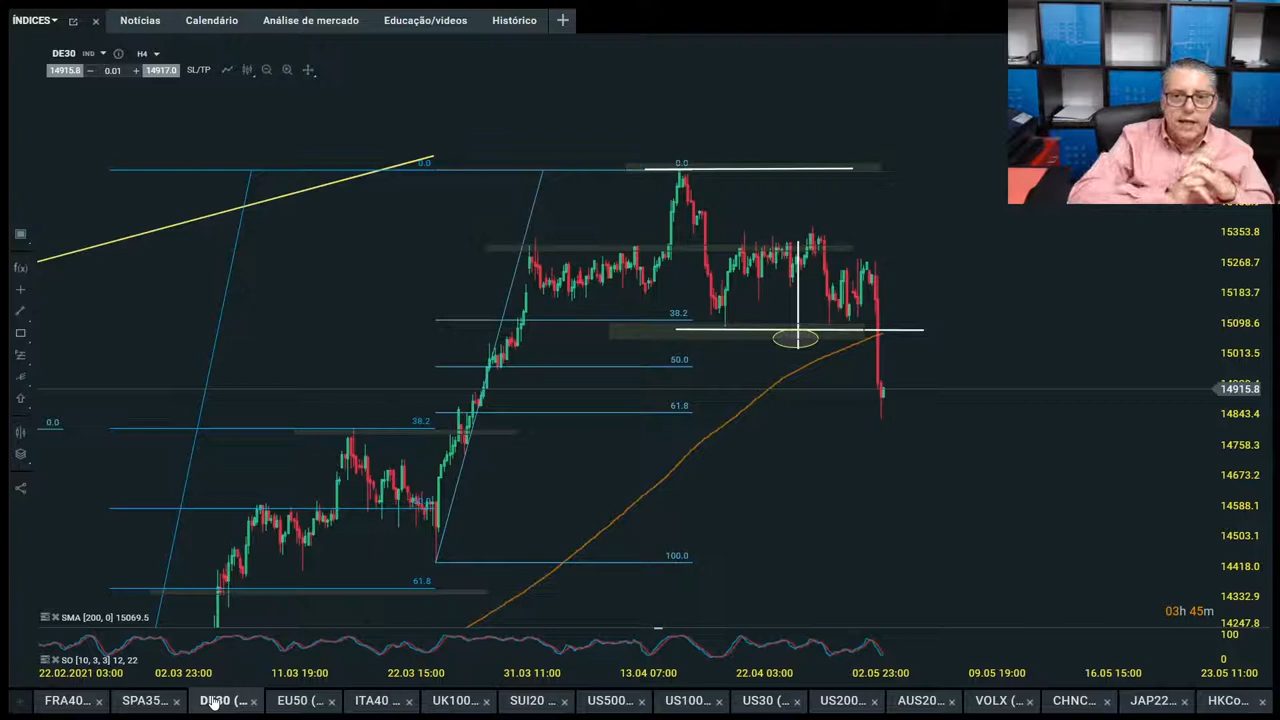 ÍNDICES Notícias Calendário Análise de mercado Educação/videos Histórico
DE30 IND H4
14915.8 0.01 14917.0 SL/TP
0.0 0.0
15353.8
15268.7
15183.7
38.2
15098.6
15013.5
50.0
14915.8
61.8
14843.4
0.0 38.2
14758.3
14673.2
14588.1
14503.1
100.0
14418.0
61.8
14332.9
03h 45m
SMA [200, 0] 15069.5
14247.8
100
SO [10, 3, 3] 12, 22
0
22.02.2021 03:00 02.03 23:00 11.03 19:00 22.03 15:00 31.03 11:00 13.04 07:00 22.04 03:00 02.05 23:00 09.05 19:00 16.05 15:00 23.05 11:00
FRA40... SPA35... DE30 (... EU50 (... ITA40 ... UK100... SUI20 ... US500... US100... US30 (... US200... AUS20... VOLX (... CHNC... JAP22... HKCo...